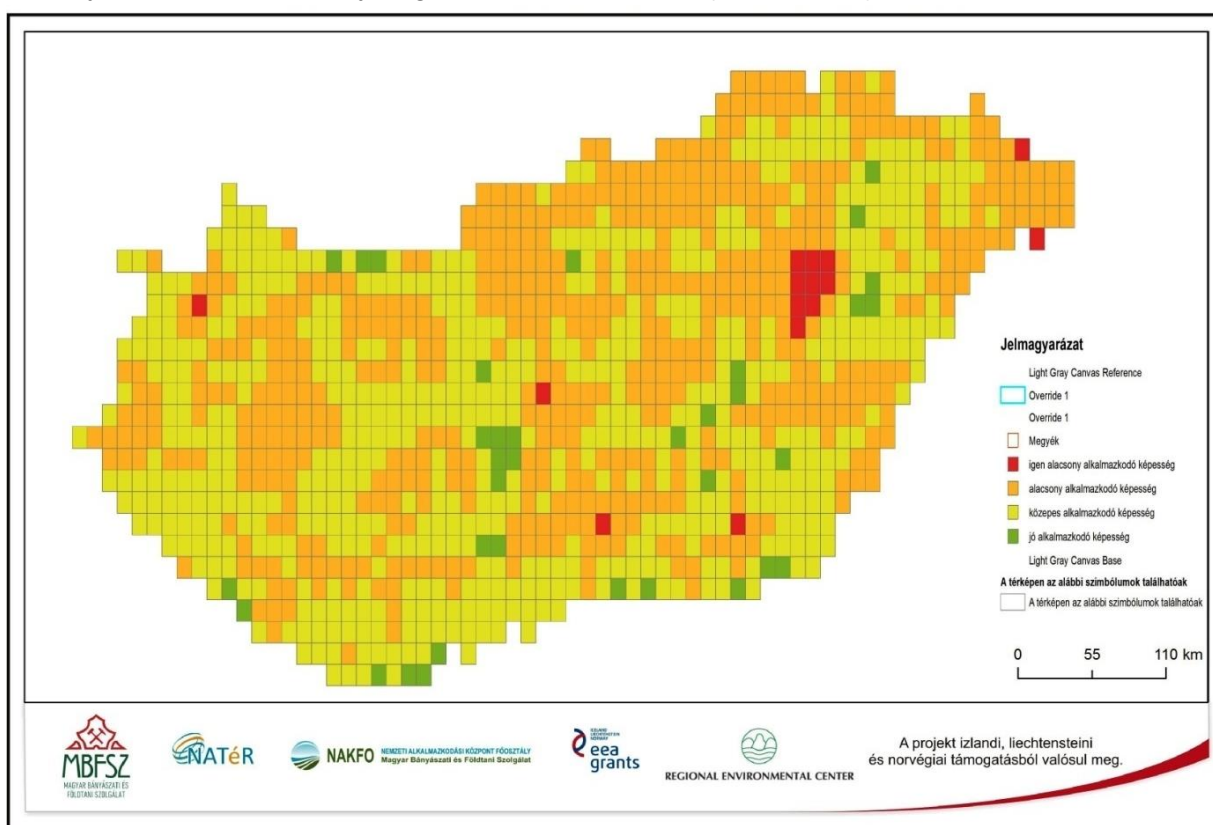 Jelmagyarázat
Light Gray Canvas Reference
Override 1
Override 1
Megyék
igen alacsony alkalmazkodó képesség
alacsony alkalmazkodó képesség
közepes alkalmazkodó képesség
jó alkalmazkodó képesség
Light Gray Canvas Base
A térképen az alábbi szimbólumok találhatóak
A térképen az alábbi szimbólumok találhatóak
0 55 110 km
MBFSZ
MAGYAR BÁNYÁSZATI ÉS
FÖLDTANI SZOLGÁLAT
NATéR
NAKFO NEMZETI ALKALMAZKODÁSI KÖZPONT FŐOSZTÁLY
Magyar Bányászati és Földtani Szolgálat
ICELAND
LIECHTENSTEIN
NORWAY
eea
grants
REGIONAL ENVIRONMENTAL CENTER
A projekt izlandi, liechtensteini
és norvégiai támogatásból valósul meg.